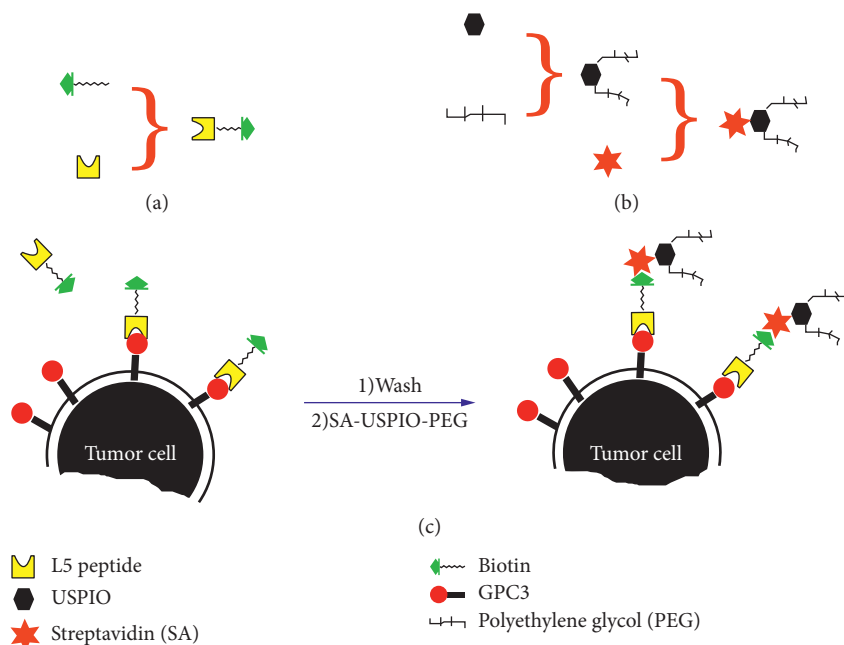 (a)
(b)
Tumor cell
1)Wash
2)SA-USPIO-PEG
Tumor cell
(c)
L5 peptide
USPIO
Streptavidin (SA)
Biotin
GPC3
Polyethylene glycol (PEG)